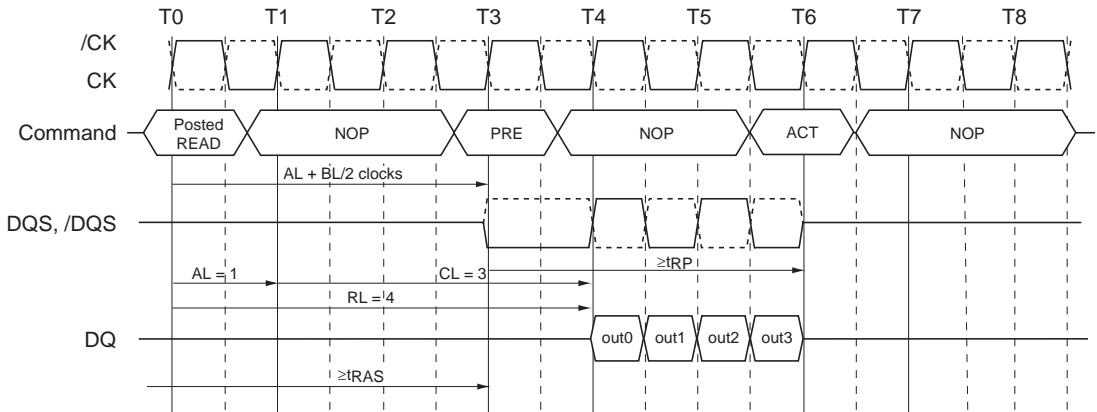 T0 T1 T2 T3 T4 T5 T6 T7 T8
/CK
CK
Command
Posted
READ
NOP
PRE
NOP
ACT
NOP
AL + BL/2 clocks
DQS, /DQS
≥tRP
AL = 1
CL = 3
RL = 4
DQ
out0 out1 out2 out3
≥tRAS